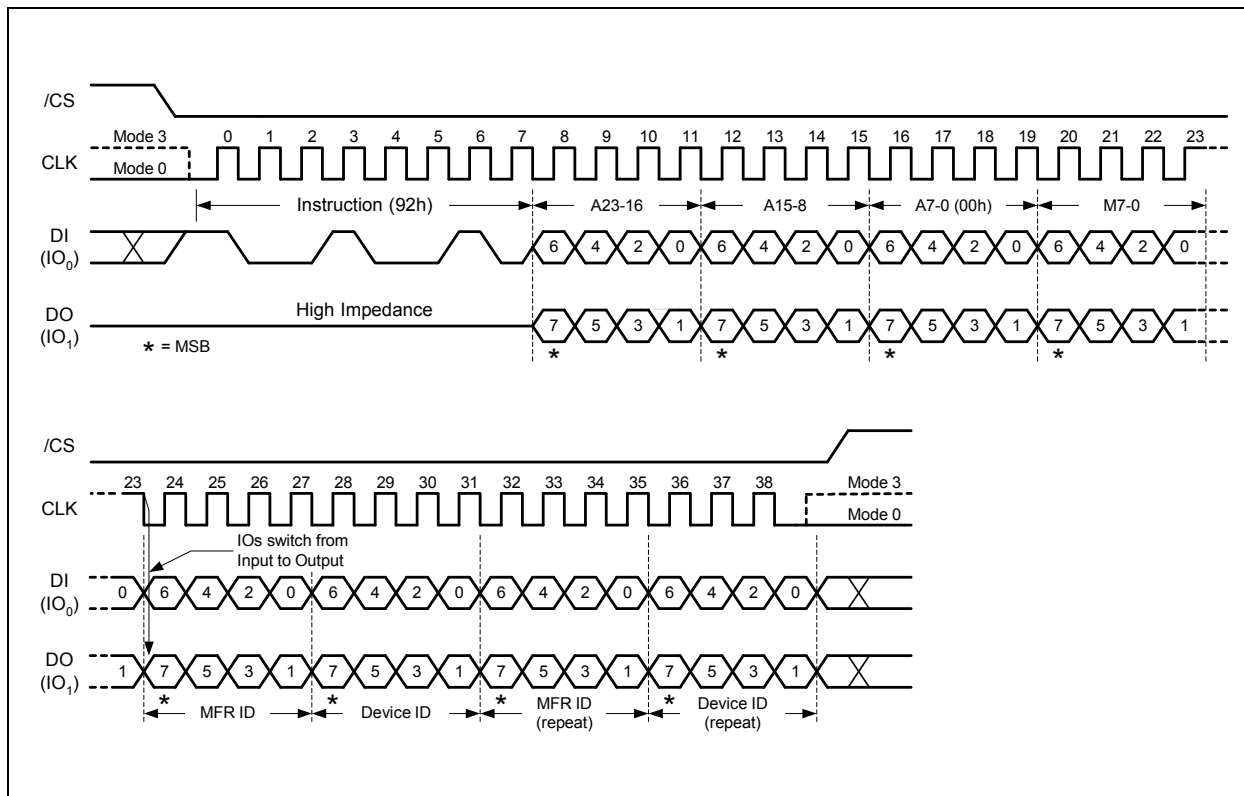 /CS
Mode 3 0 1 2 3 4 5 6 7 8 9 10 11 12 13 14 15 16 17 18 19 20 21 22 23
CLK Mode 0
Instruction (92h) A23-16 A15-8 A7-0 (00h) M7-0
DI
(IO0) 6 4 2 0 6 4 2 0 6 4 2 0 6 4 2 0
High Impedance
DO
(IO1) 7 5 3 1 7 5 3 1 7 5 3 1 7 5 3 1
* = MSB * * * *
/CS
23 24 25 26 27 28 29 30 31 32 33 34 35 36 37 38 Mode 3
CLK Mode 0
IOs switch from
Input to Output
DI
(IO0) 0 6 4 2 0 6 4 2 0 6 4 2 0 6 4 2 0
DO
(IO1) 1 7 5 3 1 7 5 3 1 7 5 3 1 7 5 3 1
* * * *
MFR ID Device ID MFR ID
(repeat) Device ID
(repeat)